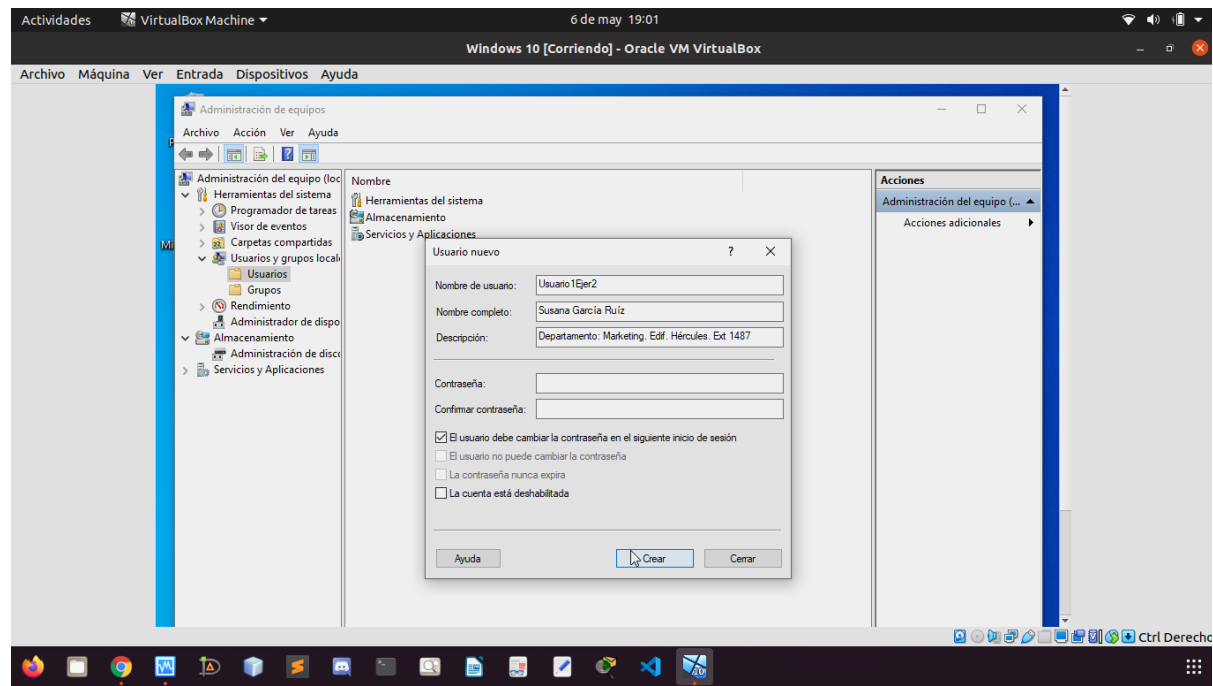 Actividades VirtualBox Machine 6 de may 19:01
Windows 10 [Corriendo] - Oracle VM VirtualBox
Archivo Máquina Ver Entrada Dispositivos Ayuda
Administración de equipos
Archivo Acción Ver Ayuda
Administración del equipo (loc
Herramientas del sistema
Programador de tareas
Visor de eventos
Carpetas compartidas
Usuarios y grupos locale
Usuarios
Grupos
Rendimiento
Administrador de dispo
Almacenamiento
Administración de disco
Servicios y Aplicaciones
Nombre
Herramientas del sistema
Almacenamiento
Servicios y Aplicaciones
Acciones
Administración del equipo (...
Acciones adicionales
Usuario nuevo
Nombre de usuario: Usuario1Ejer2
Nombre completo: Susana García Ruíz
Descripción: Departamento: Marketing. Edif. Hércules. Ext 1487
Contraseña:
Confirmar contraseña:
El usuario debe cambiar la contraseña en el siguiente inicio de sesión
El usuario no puede cambiar la contraseña
La contraseña nunca expira
La cuenta está deshabilitada
Ayuda Crear Cerrar
Ctrl Derecho